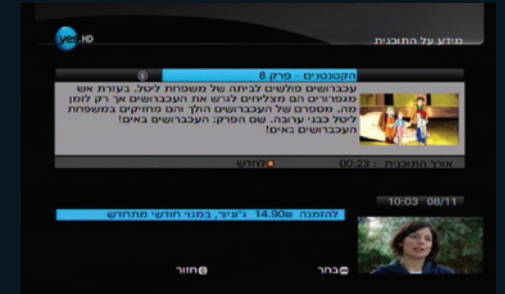 yes.HD
מידע על התוכנית
הקטנטנים - פרק 8
עכברושים פולשים לביתה של משפחת ליטל. בעזרת אש
מגפרורים הם מצליחים לגרש את העכברושים אך רק לזמן
מה. מספרם של העכברושים הולך והם מחזיקים במשפחת
ליטל כבני ערובה. שם הפרק: העכברושים באים!
העכברושים באים!
אורך התוכנית : 00:23 לחדש
10:03 08/11
להזמנה 14.90₪ ג'וניור, במנוי חודשי מתחדש
בחר חזור